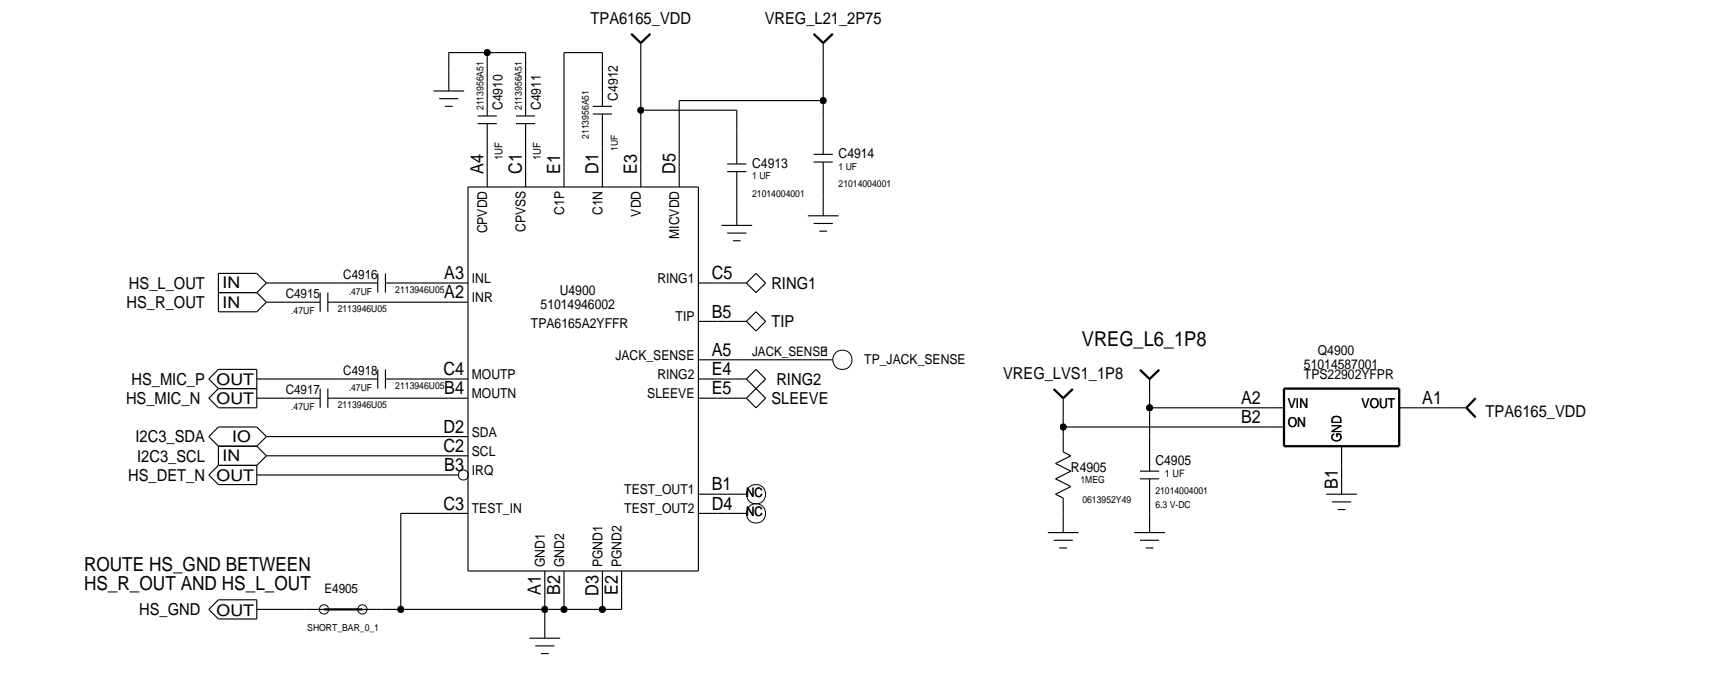 TPA6165_VDD
VREG_L21_2P75
2113956A51
C4910
1UF
2113956A51
C4911
1UF
C4912
2113956A51
1UF
A4
C1
E1
D1
E3
D5
C4913
1 UF
21014004001
C4914
1 UF
21014004001
CPVDD
CPVSS
C1P
C1N
VDD
MICVDD
HS_L_OUT
IN
C4916
.47UF
2113946U05
A3
INL
HS_R_OUT
IN
C4915
.47UF
2113946U05
A2
INR
U4900
51014946002
TPA6165A2YFFR
RING1
C5
RING1
TIP
B5
TIP
JACK_SENSE
A5
JACK_SENSE
TP_JACK_SENSE
RING2
E4
RING2
SLEEVE
E5
SLEEVE
HS_MIC_P
OUT
C4918
.47UF
2113946U05
C4
MOUTP
HS_MIC_N
OUT
C4917
.47UF
2113946U05
B4
MOUTN
I2C3_SDA
IO
D2
SDA
I2C3_SCL
IN
C2
SCL
HS_DET_N
OUT
B3
IRQ
C3
TEST_IN
TEST_OUT1
B1
NC
TEST_OUT2
D4
NC
GND1
GND2
PGND1
PGND2
A1
B2
D3
E2
ROUTE HS_GND BETWEEN
HS_R_OUT AND HS_L_OUT
HS_GND
OUT
E4905
SHORT_BAR_0_1
VREG_L6_1P8
VREG_LVS1_1P8
Q4900
51014587001
TPS22902YFPR
A2
VIN
B2
ON
VOUT
A1
TPA6165_VDD
GND
B1
R4905
1MEG
0613952Y49
C4905
1 UF
21014004001
6.3 V-DC